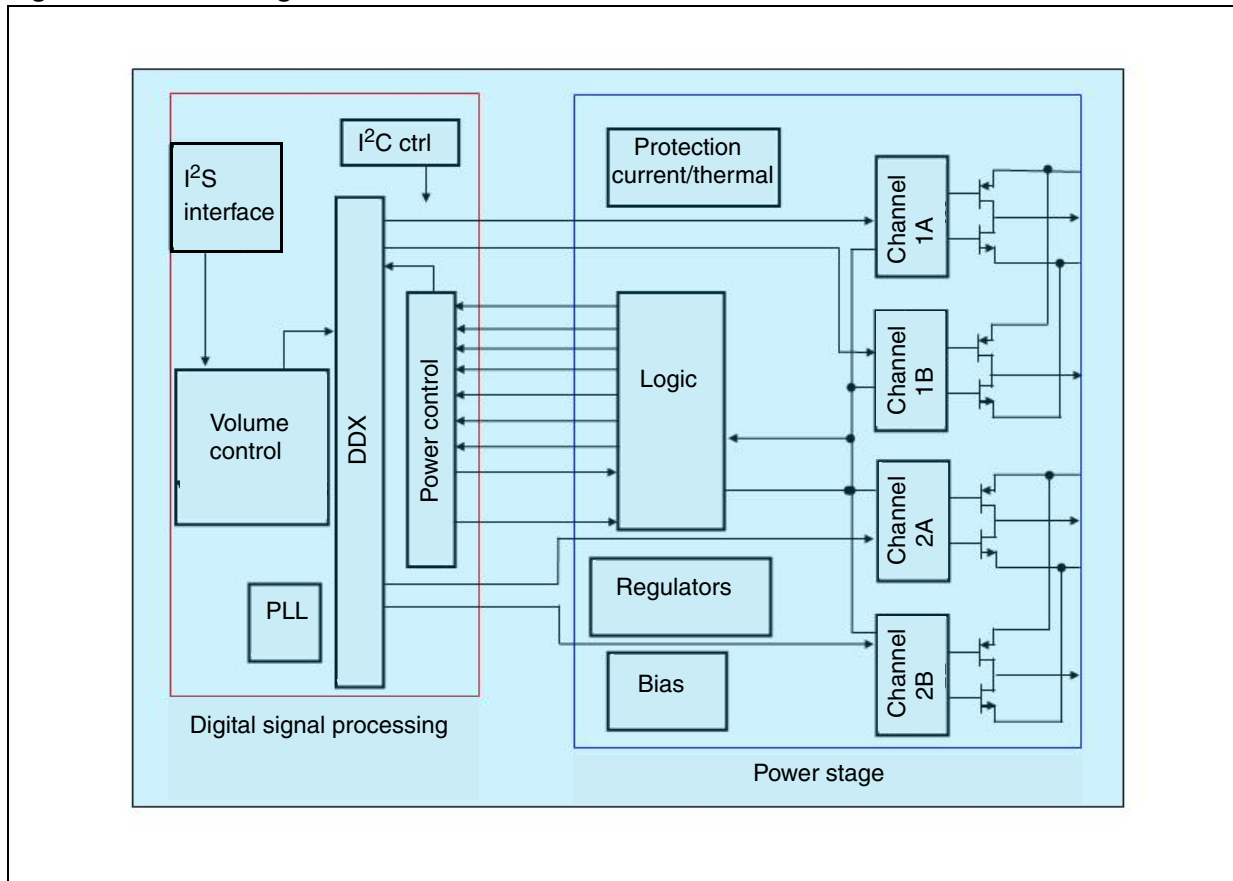 I²C ctrl
I²S
interface
Protection
current/thermal
Channel
1A
Channel
1B
Logic
Power control
DDX
Volume
control
Channel
2A
Regulators
PLL
Bias
Channel
2B
Digital signal processing
Power stage